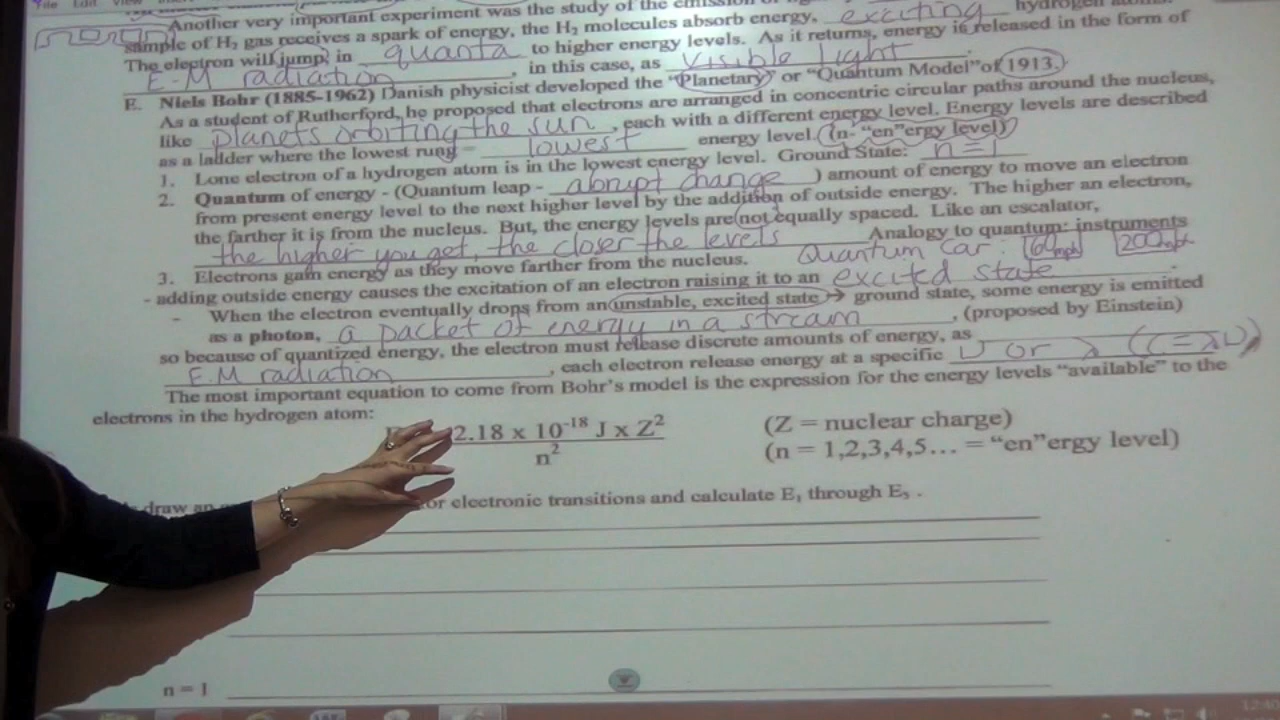 File Edit View
Another very important experiment was the study of the emission of hydrogen atoms.
sample of H₂ gas receives a spark of energy, the H₂ molecules absorb energy, exciting
The electron will jump in quanta to higher energy levels. As it returns, energy is released in the form of
E-M radiation, in this case, as visible light.
E. Niels Bohr (1885-1962) Danish physicist developed the "Planetary" or "Quantum Model" of 1913.
As a student of Rutherford, he proposed that electrons are arranged in concentric circular paths around the nucleus,
like planets orbiting the sun, each with a different energy level. Energy levels are described
as a ladder where the lowest rung = lowest energy level. (n- "en"ergy level)
1. Lone electron of a hydrogen atom is in the lowest energy level. Ground State: n=1
2. Quantum of energy - (Quantum leap - abrupt change) amount of energy to move an electron
from present energy level to the next higher level by the addition of outside energy. The higher an electron,
the farther it is from the nucleus. But, the energy levels are not equally spaced. Like an escalator,
the higher you get, the closer the levels Analogy to quantum: instruments
Quantum Car: 60mph 200mph
3. Electrons gain energy as they move farther from the nucleus.
- adding outside energy causes the excitation of an electron raising it to an excited state.
- When the electron eventually drops from an unstable, excited state → ground state, some energy is emitted
as a photon, a packet of energy in a stream, (proposed by Einstein)
so because of quantized energy, the electron must release discrete amounts of energy, as
E.M radiation, each electron release energy at a specific ν or λ (c=λν)
The most important equation to come from Bohr's model is the expression for the energy levels "available" to the
electrons in the hydrogen atom:
2.18 x 10⁻¹⁸ J x Z² (Z = nuclear charge)
n² (n = 1,2,3,4,5… = "en"ergy level)
draw an for electronic transitions and calculate E₁ through E₅ .
n = 1